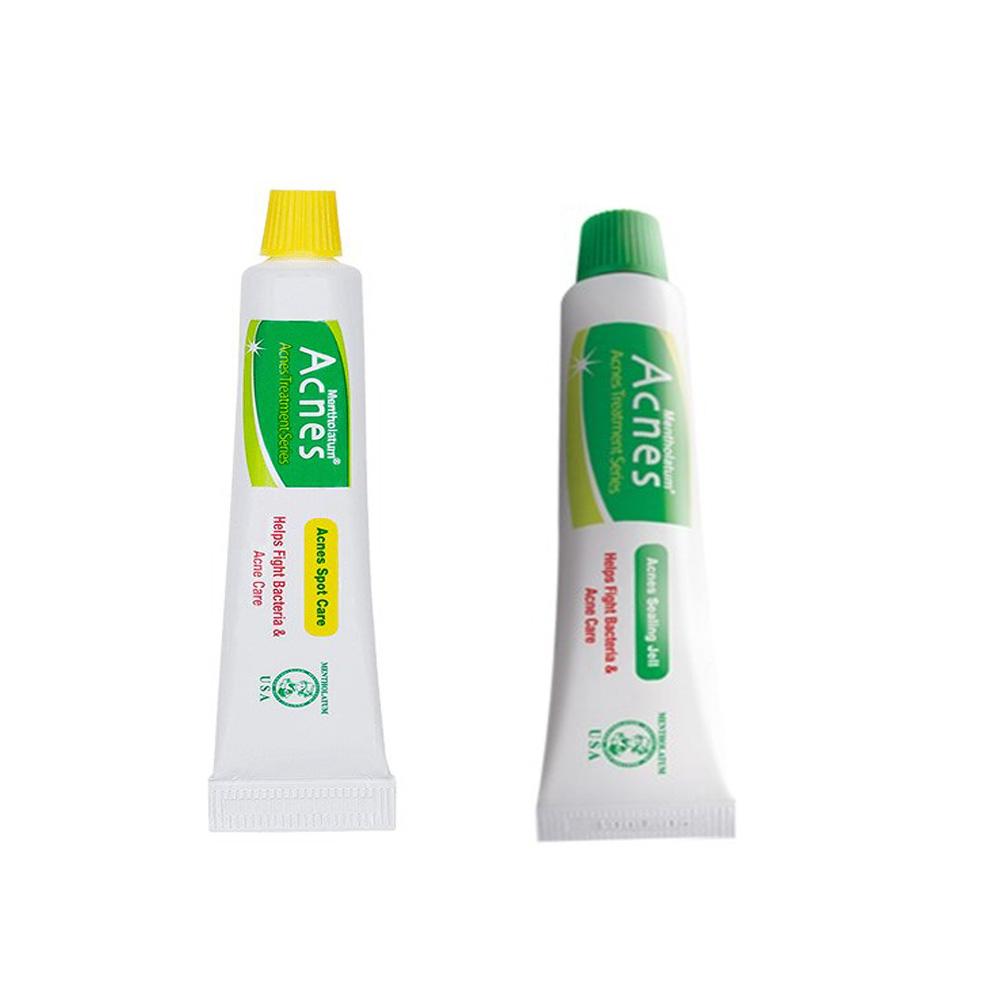 Mentholatum®
Acnes
Acnes Treatment Series
Acnes Spot Care
Helps Fight Bacteria &
Acne Care
MENTHOLATUM
USA
Mentholatum®
Acnes
Acnes Treatment Series
Acnes Sealing Jell
Helps Fight Bacteria &
Acne Care
MENTHOLATUM
USA